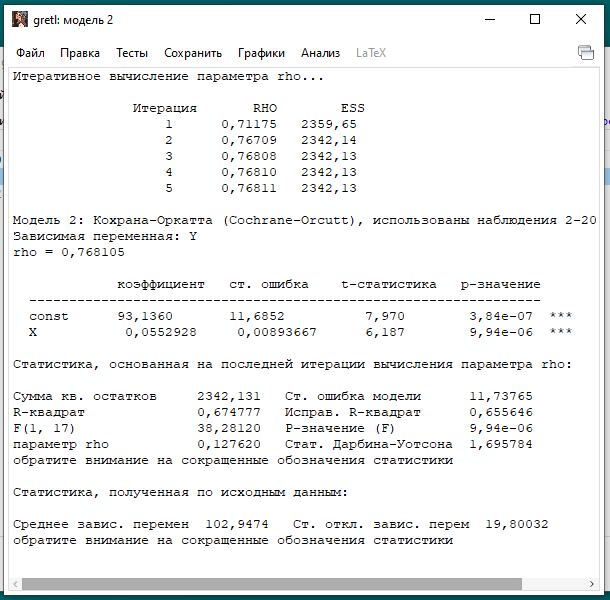 gretl: модель 2
Файл Правка Тесты Сохранить Графики Анализ LaTeX
Итеративное вычисление параметра rho...
Итерация RHO ESS
1 0,71175 2359,65
2 0,76709 2342,14
3 0,76808 2342,13
4 0,76810 2342,13
5 0,76811 2342,13
Модель 2: Кохрана-Оркатта (Cochrane-Orcutt), использованы наблюдения 2-20
Зависимая переменная: Y
rho = 0,768105
коэффициент ст. ошибка t-статистика p-значение
---------------------------------------------------------------
const 93,1360 11,6852 7,970 3,84e-07 ***
X 0,0552928 0,00893667 6,187 9,94e-06 ***
Статистика, основанная на последней итерации вычисления параметра rho:
Сумма кв. остатков 2342,131 Ст. ошибка модели 11,73765
R-квадрат 0,674777 Исправ. R-квадрат 0,655646
F(1, 17) 38,28120 Р-значение (F) 9,94e-06
параметр rho 0,127620 Стат. Дарбина-Уотсона 1,695784
обратите внимание на сокращенные обозначения статистики
Статистика, полученная по исходным данным:
Среднее завис. перемен 102,9474 Ст. откл. завис. перем 19,80032
обратите внимание на сокращенные обозначения статистики